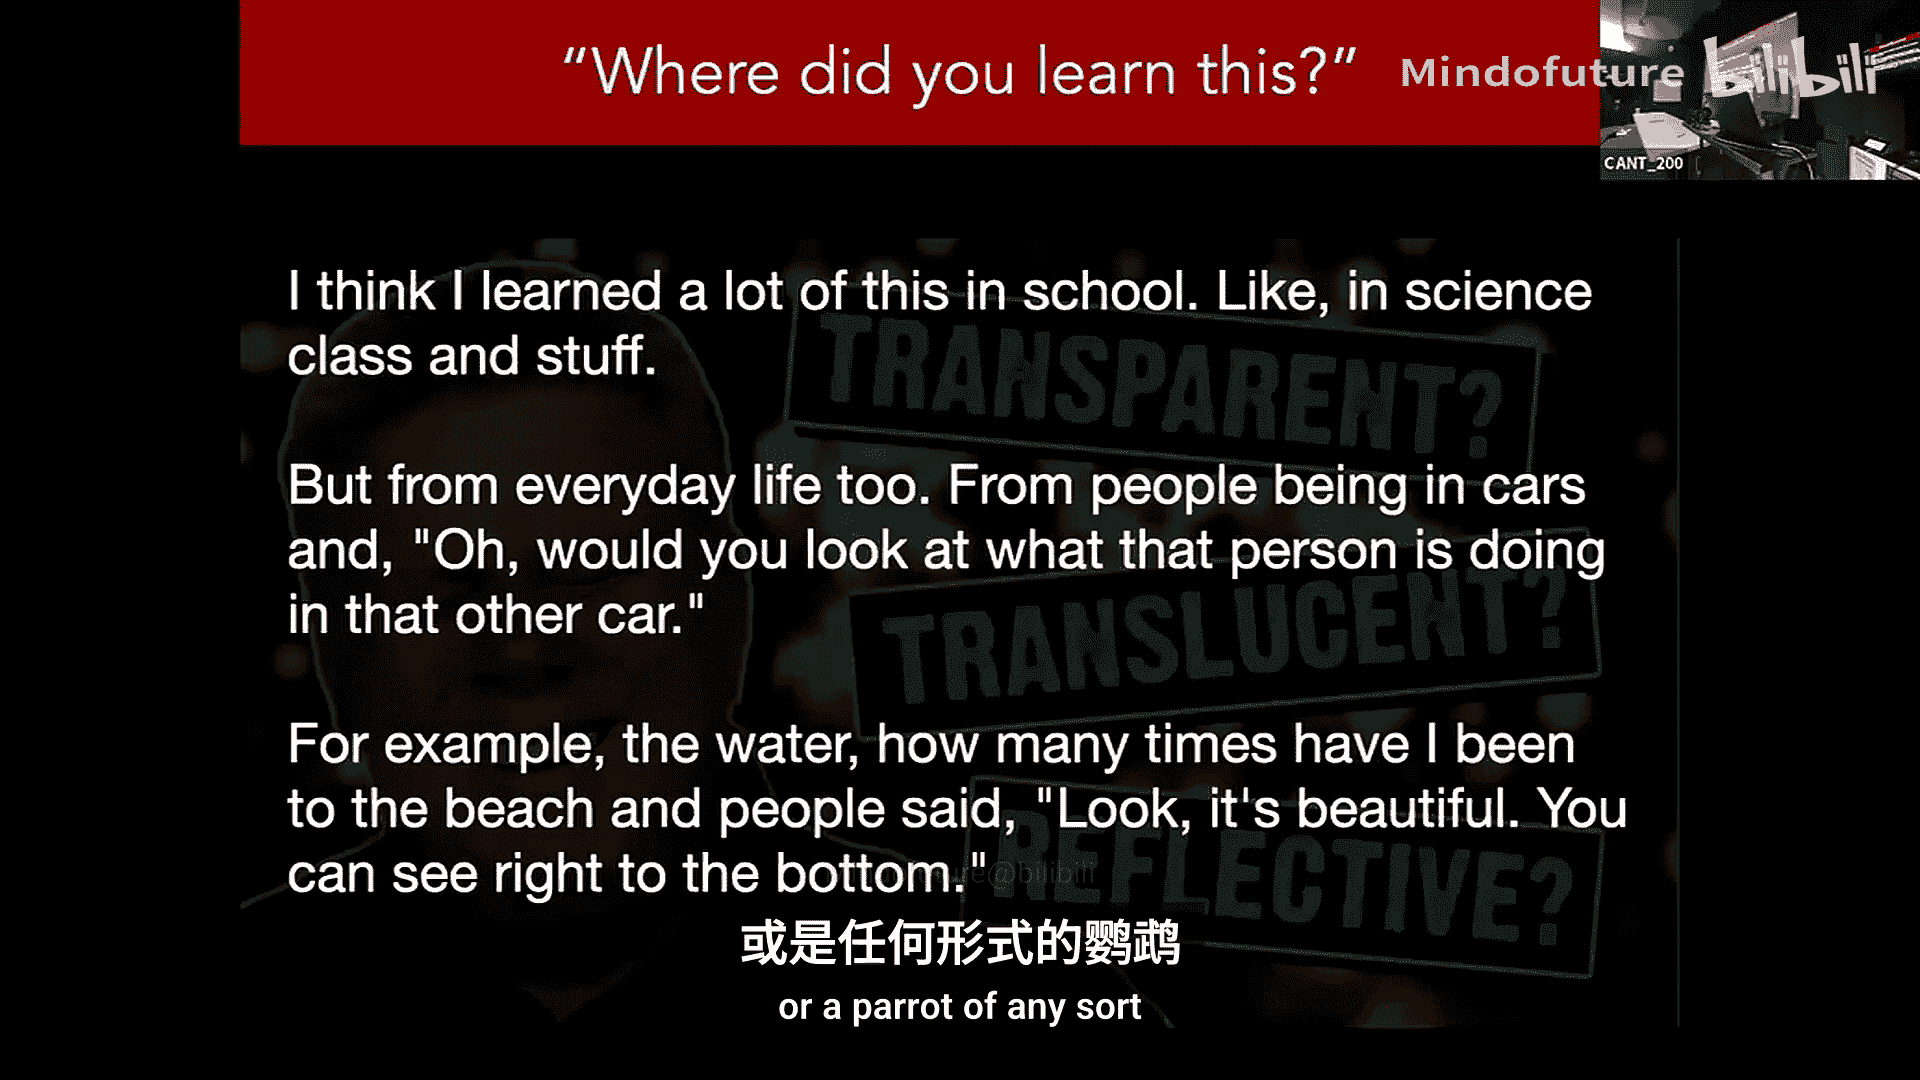 “Where did you learn this?”
Mindofuture bilibili
CANT_200
I think I learned a lot of this in school. Like, in science
class and stuff.
TRANSPARENT?
But from everyday life too. From people being in cars
and, "Oh, would you look at what that person is doing
in that other car."
TRANSLUCENT?
For example, the water, how many times have I been
to the beach and people said, "Look, it's beautiful. You
can see right to the bottom."
REFLECTIVE?
或是任何形式的鹦鹉
or a parrot of any sort